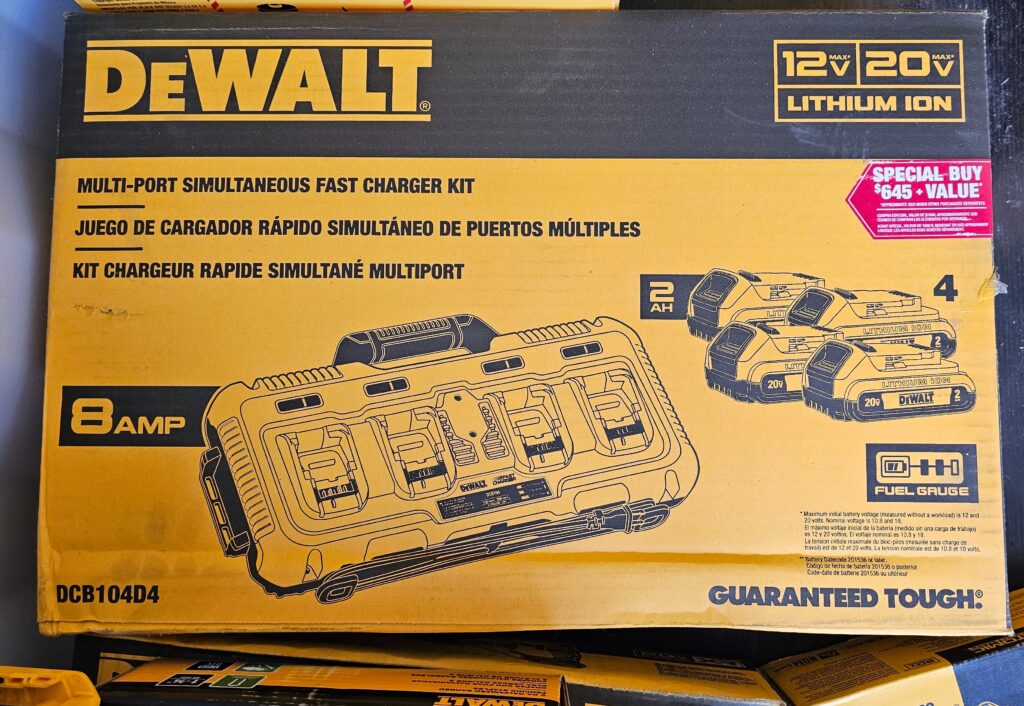 DEWALT®
12V MAX* 20V MAX*
LITHIUM ION
MULTI-PORT SIMULTANEOUS FAST CHARGER KIT
JUEGO DE CARGADOR RÁPIDO SIMULTÁNEO DE PUERTOS MÚLTIPLES
KIT CHARGEUR RAPIDE SIMULTANÉ MULTIPORT
SPECIAL BUY
$645 + VALUE*
2
AH
4
LITHIUM ION
2
20V
LITHIUM ION
20V DEWALT 2
8 AMP
DEWALT
DCB104
FUEL GAUGE
* Maximum initial battery voltage (measured without a workload) is 12 and
20 volts. Nominal voltage is 10.8 and 18.
El máximo voltaje inicial de la batería (medido sin una carga de trabajo)
es 12 y 20 voltios. El voltaje nominal es 10.8 y 18.
La tension initiale maximale du bloc-piles (mesurée sans charge de
travail) est de 12 et 20 volts. La tension nominale est de 10.8 et 18 volts.
** Battery Datecode 201536 or later.
Código de fecha de batería 201536 o posterior
Code-date de batterie 201536 ou ultérieur
DCB104D4
GUARANTEED TOUGH.®
DEWALT